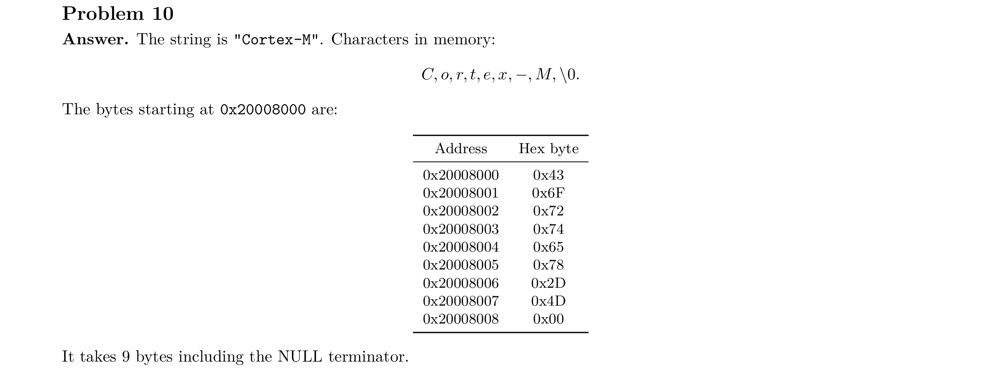 Problem 10
Answer. The string is "Cortex-M". Characters in memory:
C, o, r, t, e, x, −, M, \0.
The bytes starting at 0x20008000 are:
Address Hex byte
0x20008000 0x43
0x20008001 0x6F
0x20008002 0x72
0x20008003 0x74
0x20008004 0x65
0x20008005 0x78
0x20008006 0x2D
0x20008007 0x4D
0x20008008 0x00
It takes 9 bytes including the NULL terminator.